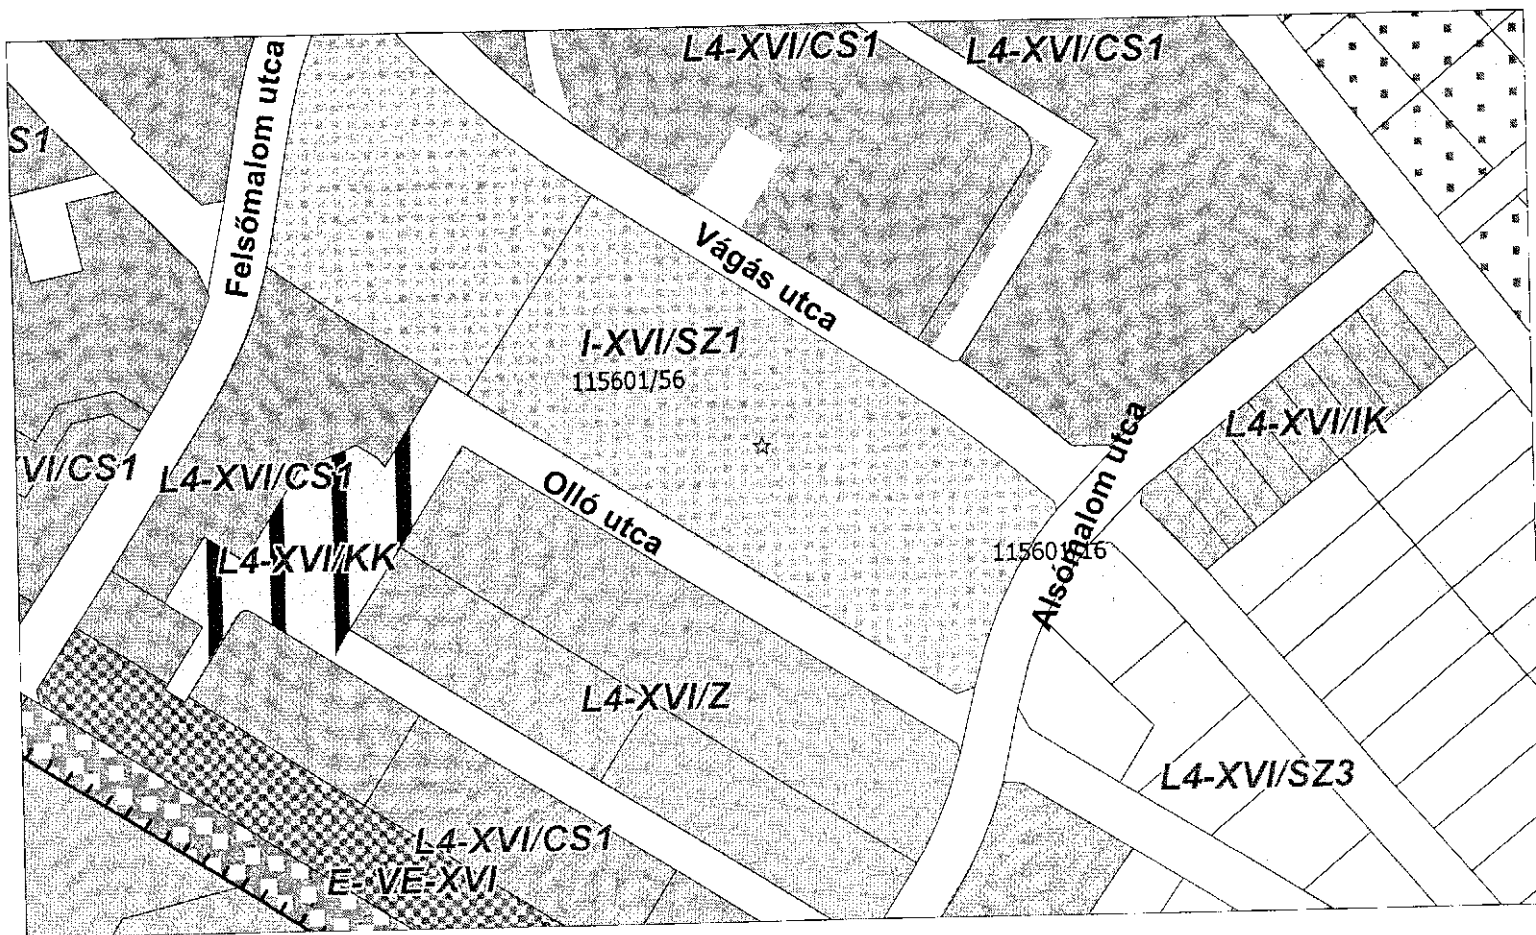 L4-XVI/CS1
L4-XVI/CS1
S1
Felsőmalom utca
Vágás utca
I-XVI/SZ1
115601/56
VI/CS1
L4-XVI/CS1
L4-XVI/IK
Olló utca
Alsómalom utca
L4-XVI/KK
L4-XVI/Z
L4-XVI/SZ3
L4-XVI/CS1
E- VE-XVI